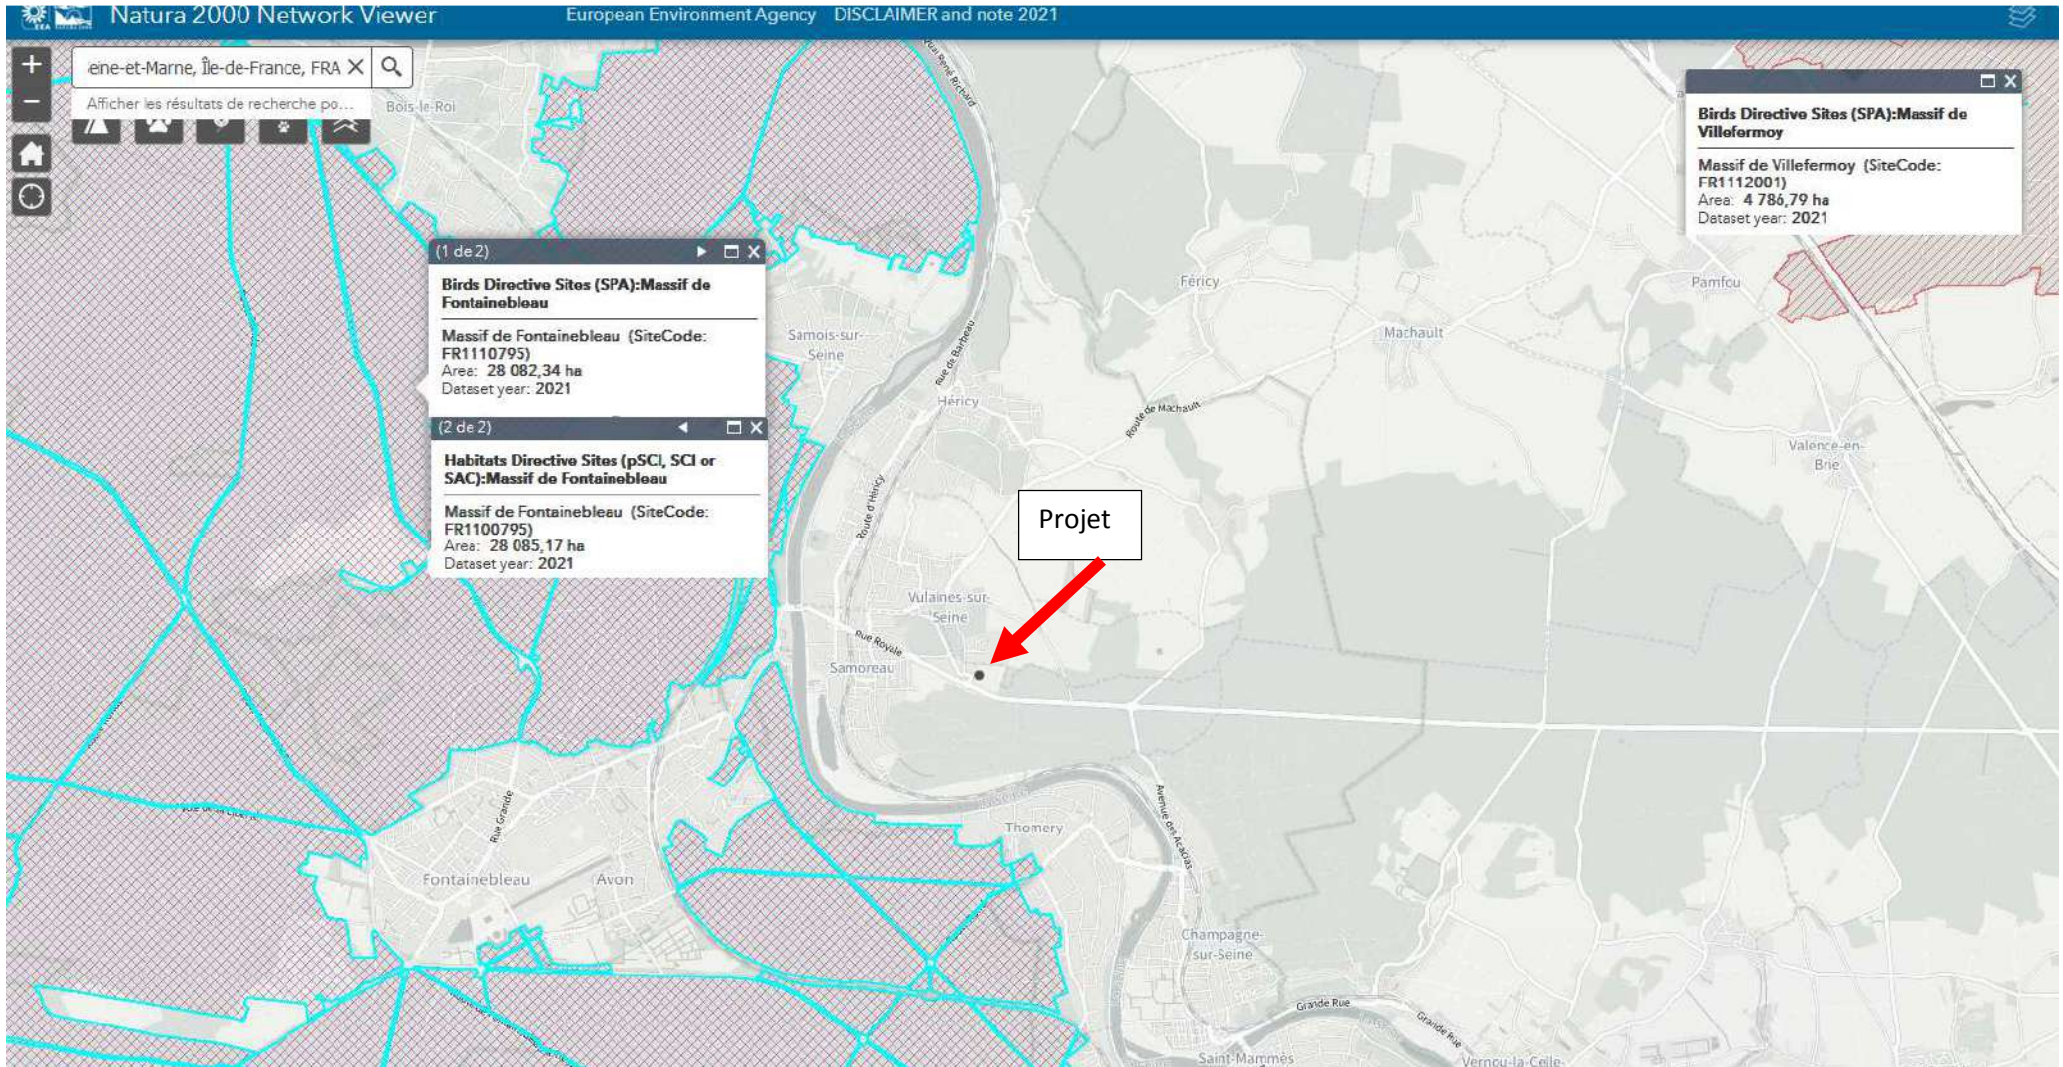 Natura 2000 Network Viewer
European Environment Agency DISCLAIMER and note 2021
eine-et-Marne, Île-de-France, FRA
Afficher les résultats de recherche po...
Bois-le-Roi
Quai René Richard
Birds Directive Sites (SPA):Massif de
Villefermoy
Massif de Villefermoy (SiteCode:
FR1112001)
Area: 4 786,79 ha
Dataset year: 2021
(1 de 2)
Birds Directive Sites (SPA):Massif de
Fontainebleau
Massif de Fontainebleau (SiteCode:
FR1110795)
Area: 28 082,34 ha
Dataset year: 2021
(2 de 2)
Habitats Directive Sites (pSCI, SCI or
SAC):Massif de Fontainebleau
Massif de Fontainebleau (SiteCode:
FR1100795)
Area: 28 085,17 ha
Dataset year: 2021
Féricy
Pamfou
Samois-sur-
Seine
Rue de Barbeau
Machault
Héricy
Route de Machault
Valence-en-
Brie
Route d'Héricy
Projet
Vulaines-sur-
Seine
Rue Royale
Samoreau
Rue Grande
Thomery
Avenue des Acacias
Fontainebleau
Avon
Champagne-
sur-Seine
Grande Rue
Grande Rue
Saint-Mammès
Vernou-la-Celle-